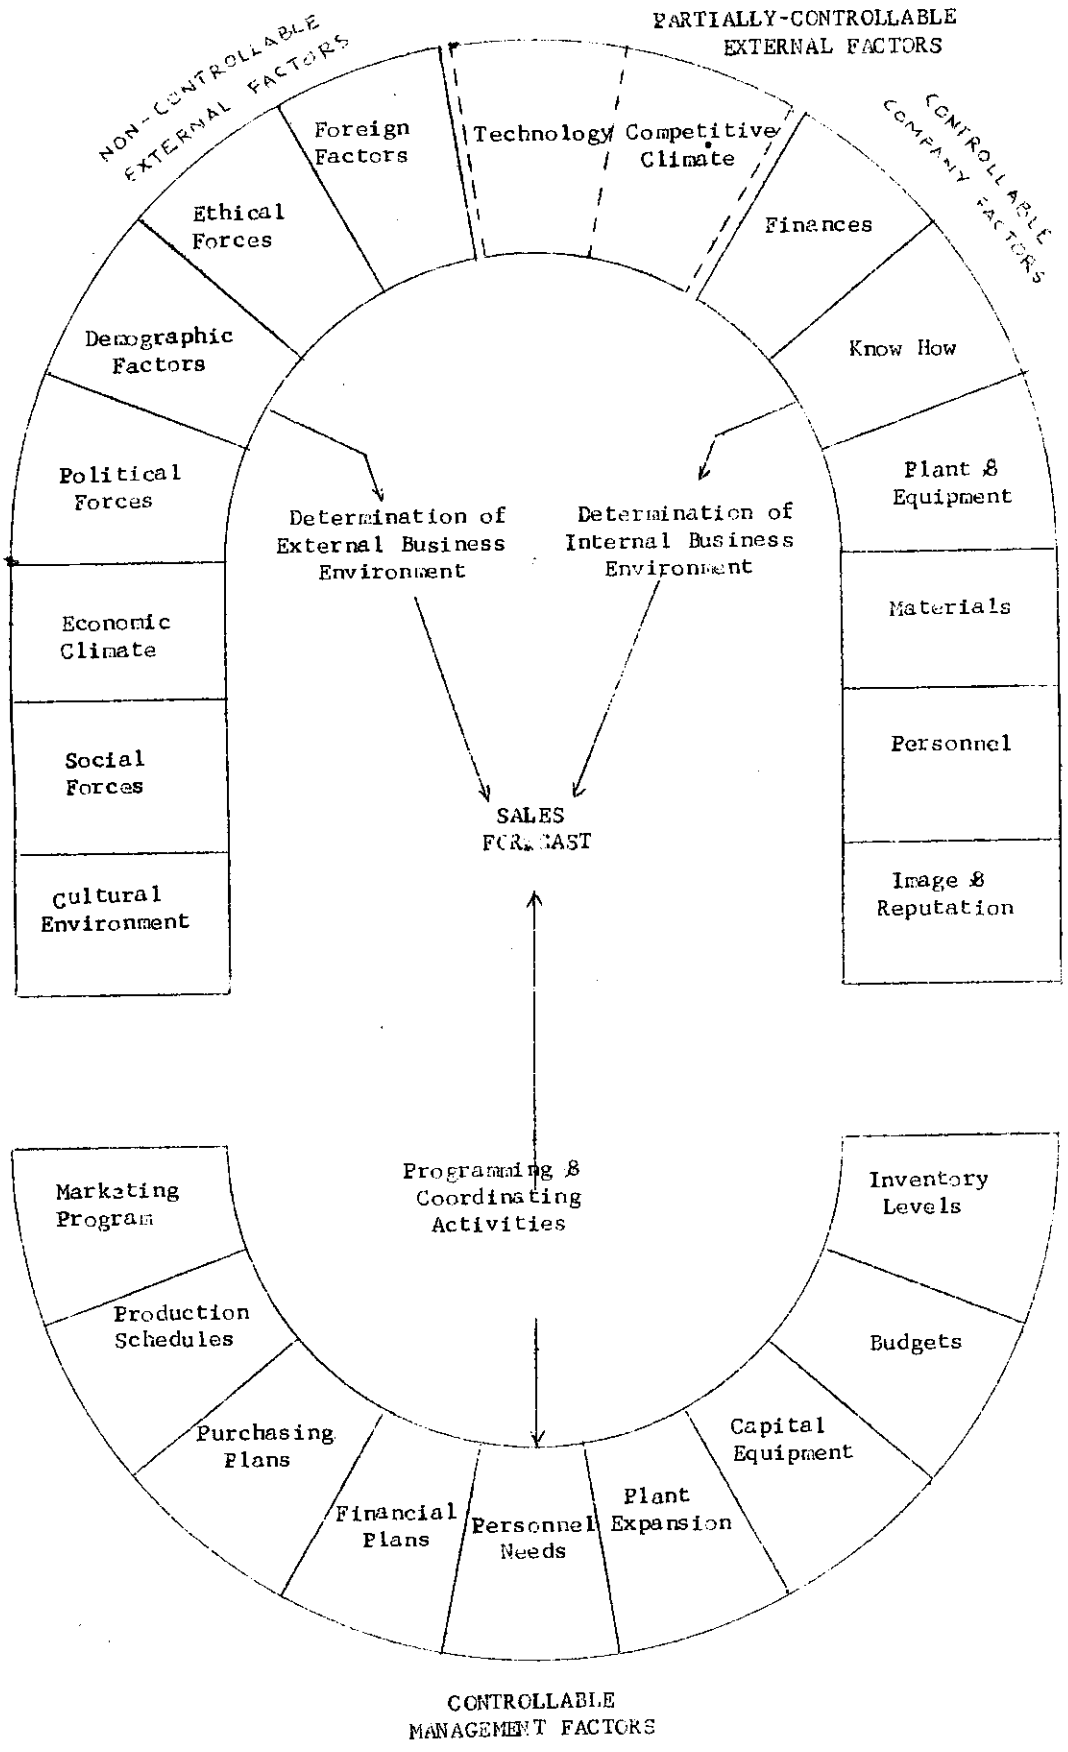 PARTIALLY-CONTROLLABLE
EXTERNAL FACTORS
NON-CONTROLLABLE
EXTERNAL FACTORS
CONTROLLABLE
COMPANY FACTORS
Foreign
Factors
Technology
Competitive
Climate
Ethical
Forces
Finances
Demographic
Factors
Know How
Political
Forces
Plant &
Equipment
Determination of
External Business
Environment
Determination of
Internal Business
Environment
Economic
Climate
Materials
Social
Forces
Personnel
SALES
FORECAST
Cultural
Environment
Image &
Reputation
Programming &
Coordinating
Activities
Marketing
Program
Inventory
Levels
Production
Schedules
Budgets
Purchasing
Plans
Capital
Equipment
Financial
Plans
Personnel
Needs
Plant
Expansion
CONTROLLABLE
MANAGEMENT FACTORS